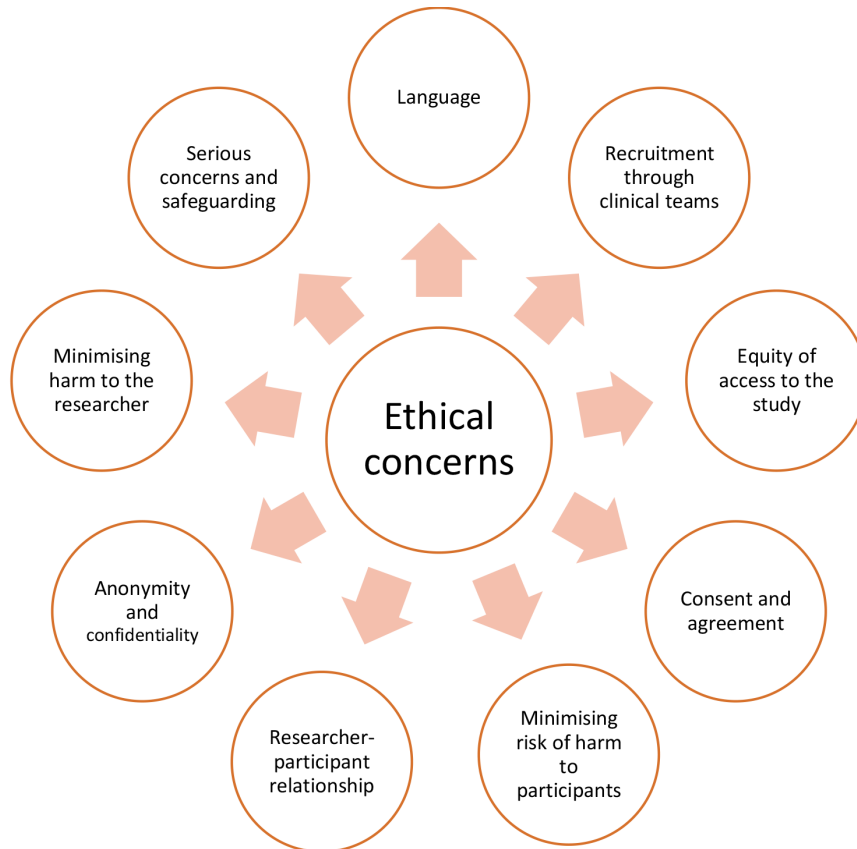 Language
Recruitment
through
clinical teams
Equity of
access to the
study
Consent and
agreement
Minimising
risk of harm
to
participants
Researcher-
participant
relationship
Anonymity
and
confidentiality
Minimising
harm to the
researcher
Serious
concerns and
safeguarding
Ethical
concerns